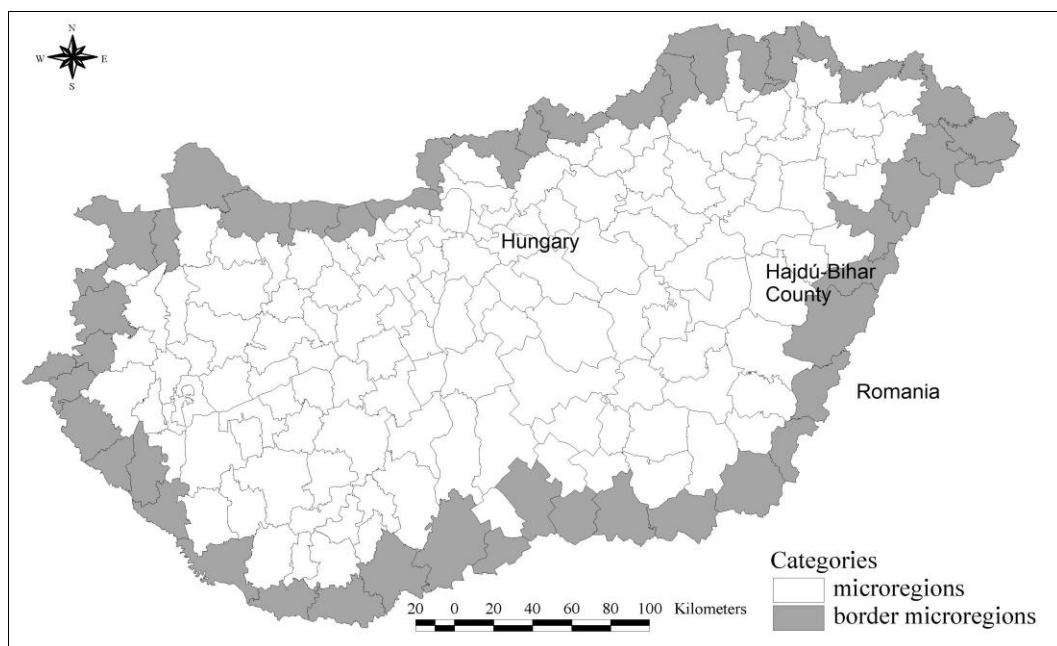 N
W E
S
Hungary
Hajdú-Bihar
County
Romania
Categories
microregions
border microregions
20 0 20 40 60 80 100 Kilometers